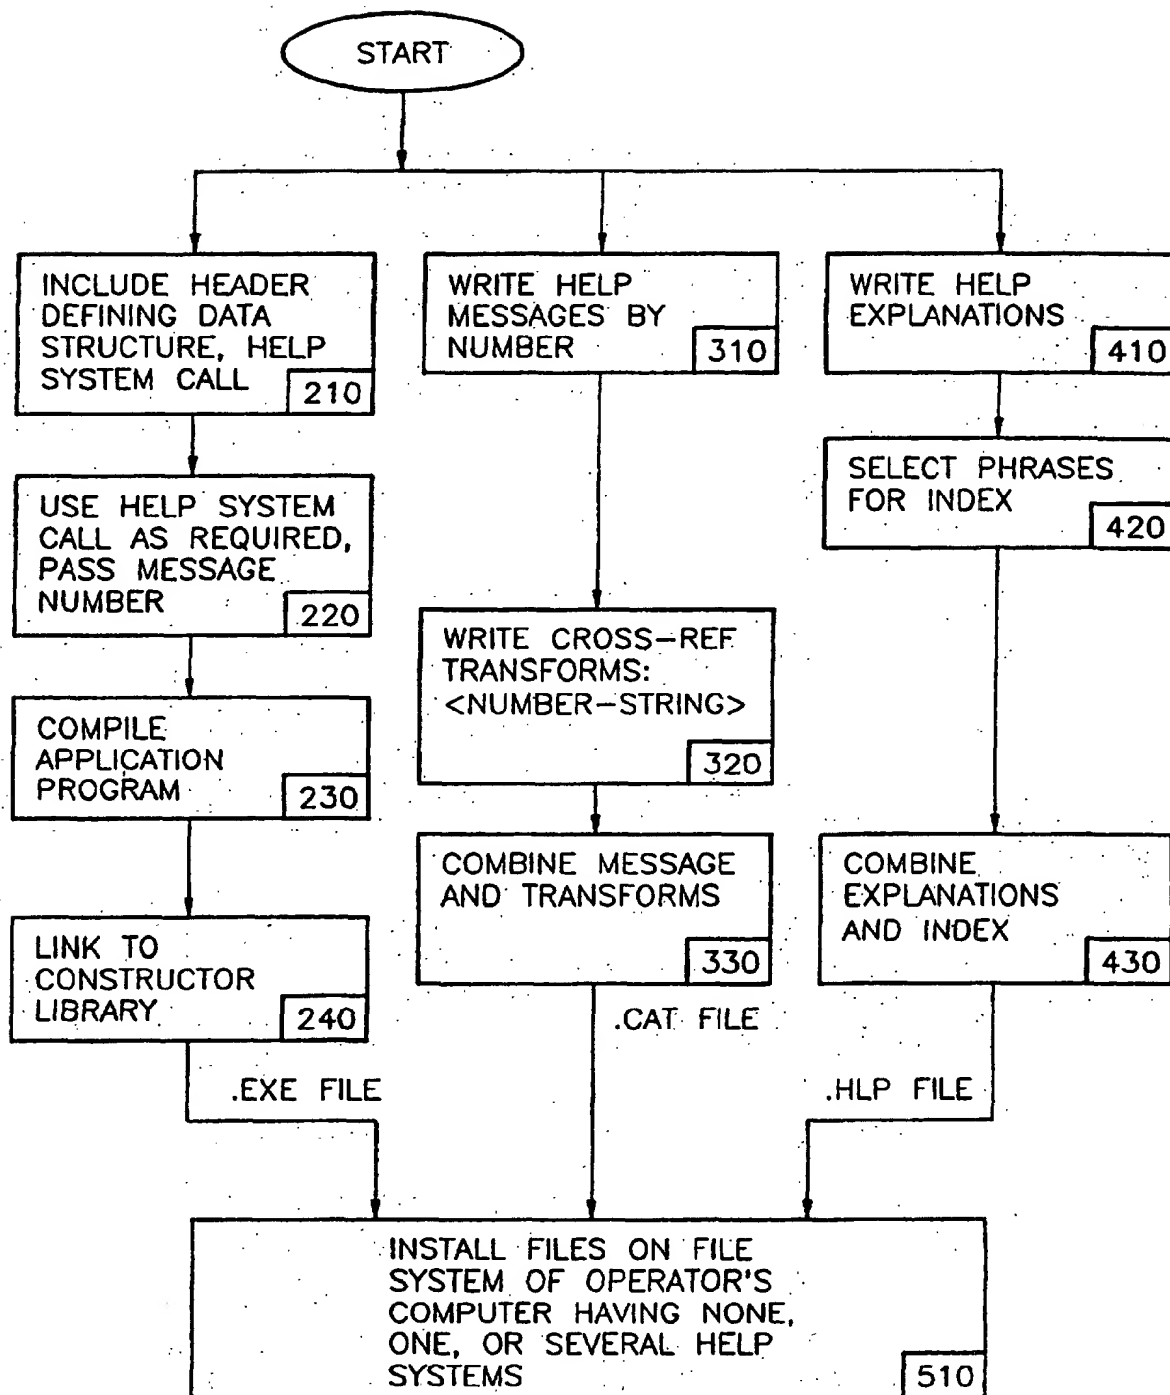 START
INCLUDE HEADER
DEFINING DATA
STRUCTURE, HELP
SYSTEM CALL
210
USE HELP SYSTEM
CALL AS REQUIRED,
PASS MESSAGE
NUMBER
220
COMPILE
APPLICATION
PROGRAM
230
LINK TO
CONSTRUCTOR
LIBRARY
240
.EXE FILE
WRITE HELP
MESSAGES BY
NUMBER
310
WRITE CROSS-REF
TRANSFORMS:
<NUMBER-STRING>
320
COMBINE MESSAGE
AND TRANSFORMS
330
.CAT FILE
WRITE HELP
EXPLANATIONS
410
SELECT PHRASES
FOR INDEX
420
COMBINE
EXPLANATIONS
AND INDEX
430
.HLP FILE
INSTALL FILES ON FILE
SYSTEM OF OPERATOR'S
COMPUTER HAVING NONE,
ONE, OR SEVERAL HELP
SYSTEMS
510